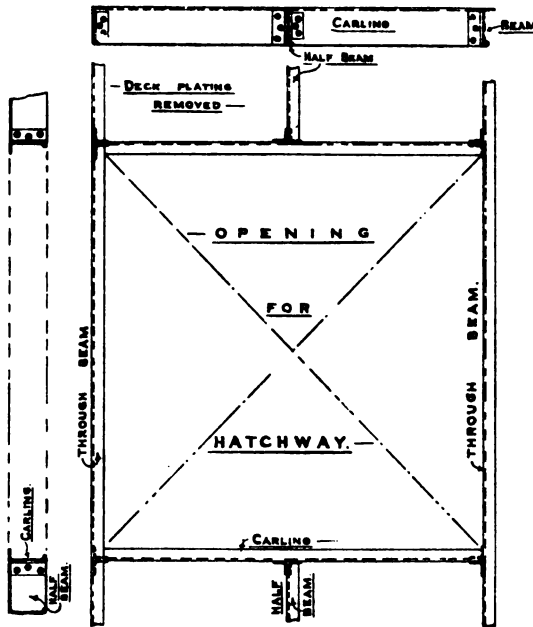 CARLING
BEAM
HALF BEAM
DECK PLATING
REMOVED
OPENING
FOR
HATCHWAY.
THROUGH BEAM
THROUGH BEAM.
CARLING.
HALF
BEAM.
CARLING
HALF
BEAM.